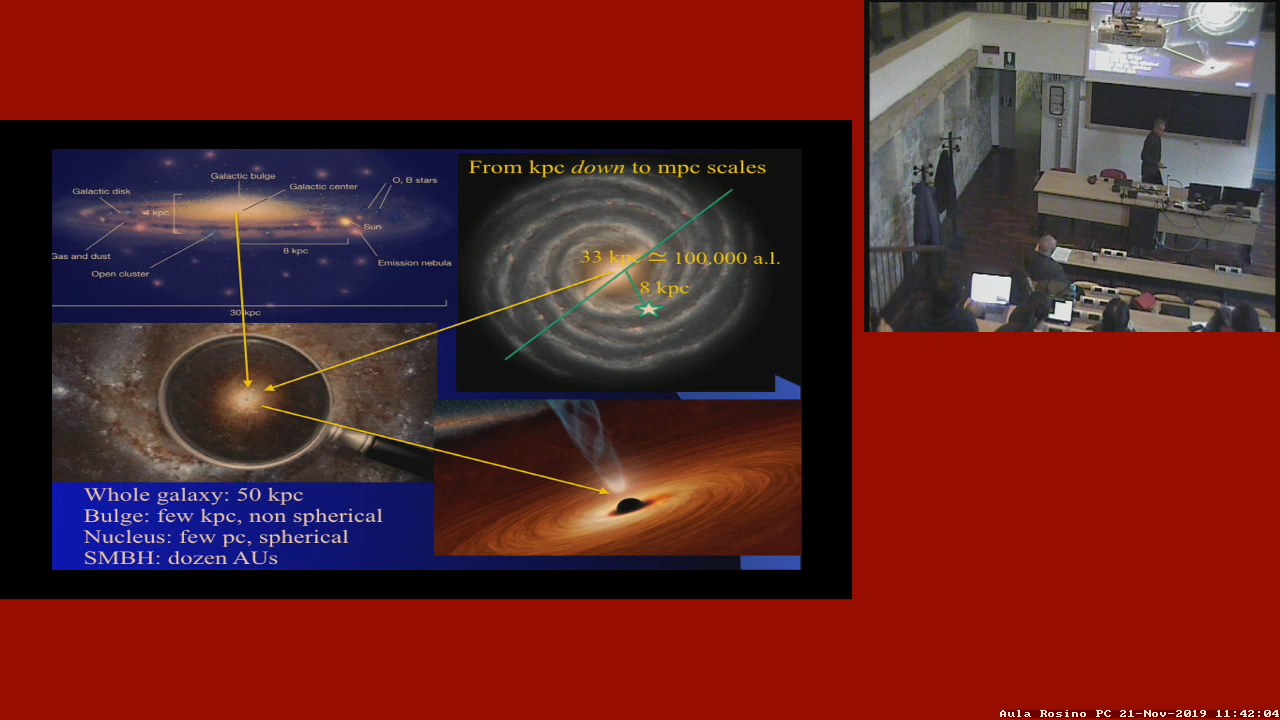 Galactic bulge
Galactic center
O, B stars
Galactic disk
4 kpc
Sun
8 kpc
Gas and dust
Open cluster
Emission nebula
30 kpc
From kpc down to mpc scales
33 kpc ≃ 100.000 a.l.
8 kpc
Whole galaxy: 50 kpc
Bulge: few kpc, non spherical
Nucleus: few pc, spherical
SMBH: dozen AUs
Aula Rosino PC 21-Nov-2019 11:42:04